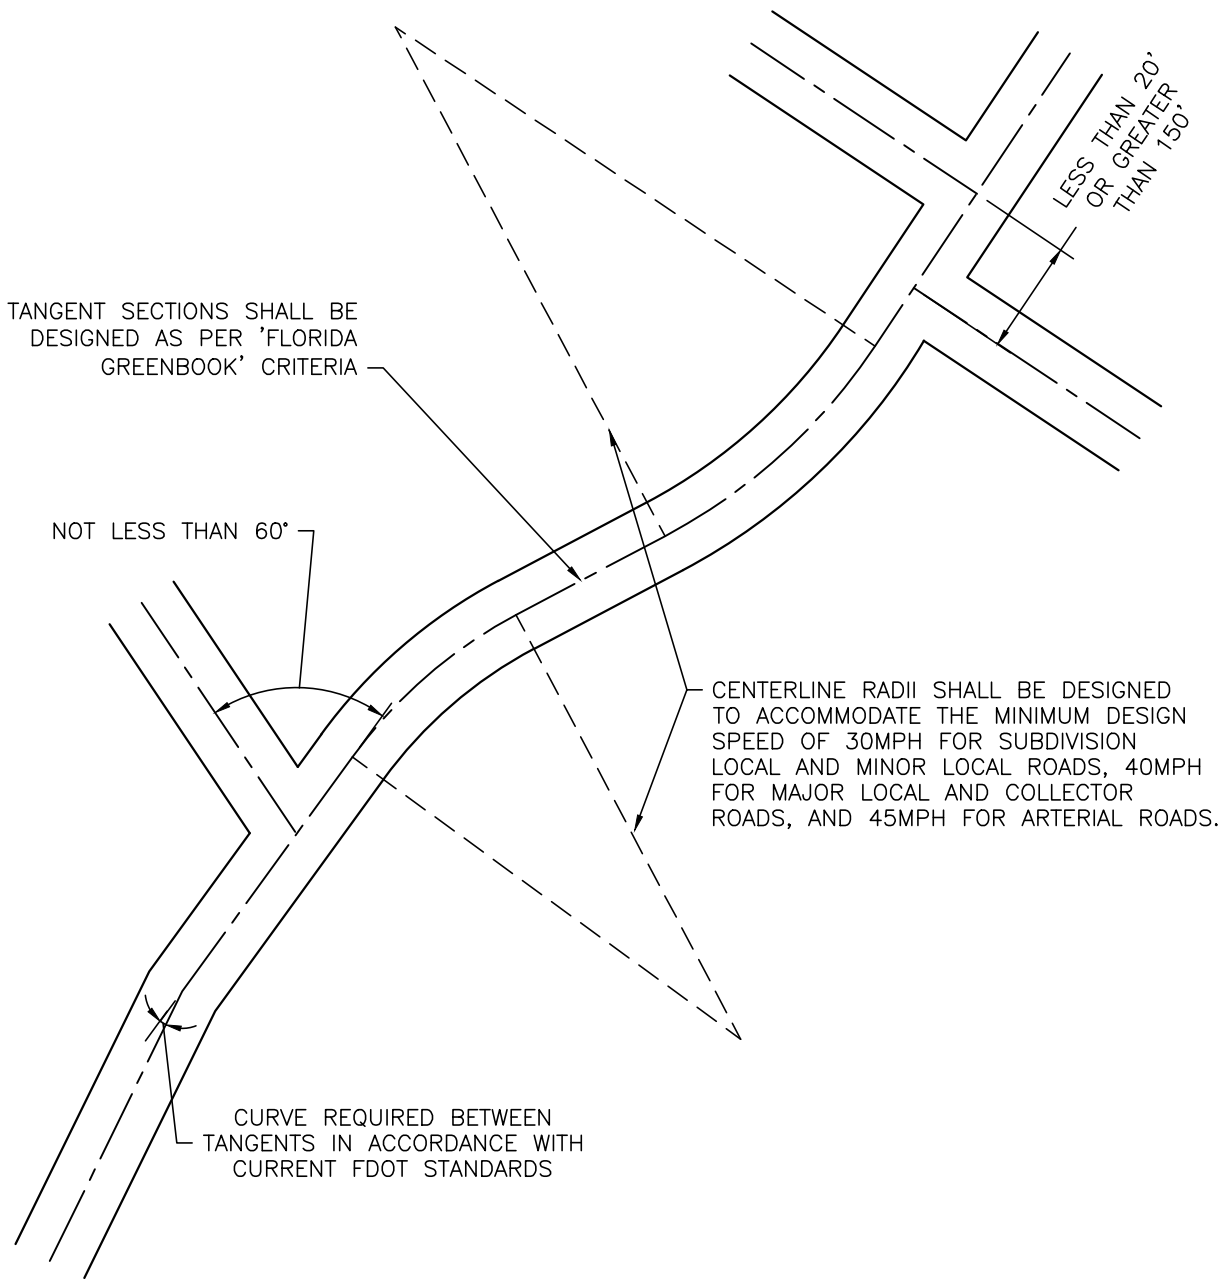 LESS THAN 20'
OR GREATER
THAN 150'
TANGENT SECTIONS SHALL BE
DESIGNED AS PER 'FLORIDA
GREENBOOK' CRITERIA
NOT LESS THAN 60°
CENTERLINE RADII SHALL BE DESIGNED
TO ACCOMMODATE THE MINIMUM DESIGN
SPEED OF 30MPH FOR SUBDIVISION
LOCAL AND MINOR LOCAL ROADS, 40MPH
FOR MAJOR LOCAL AND COLLECTOR
ROADS, AND 45MPH FOR ARTERIAL ROADS.
CURVE REQUIRED BETWEEN
TANGENTS IN ACCORDANCE WITH
CURRENT FDOT STANDARDS